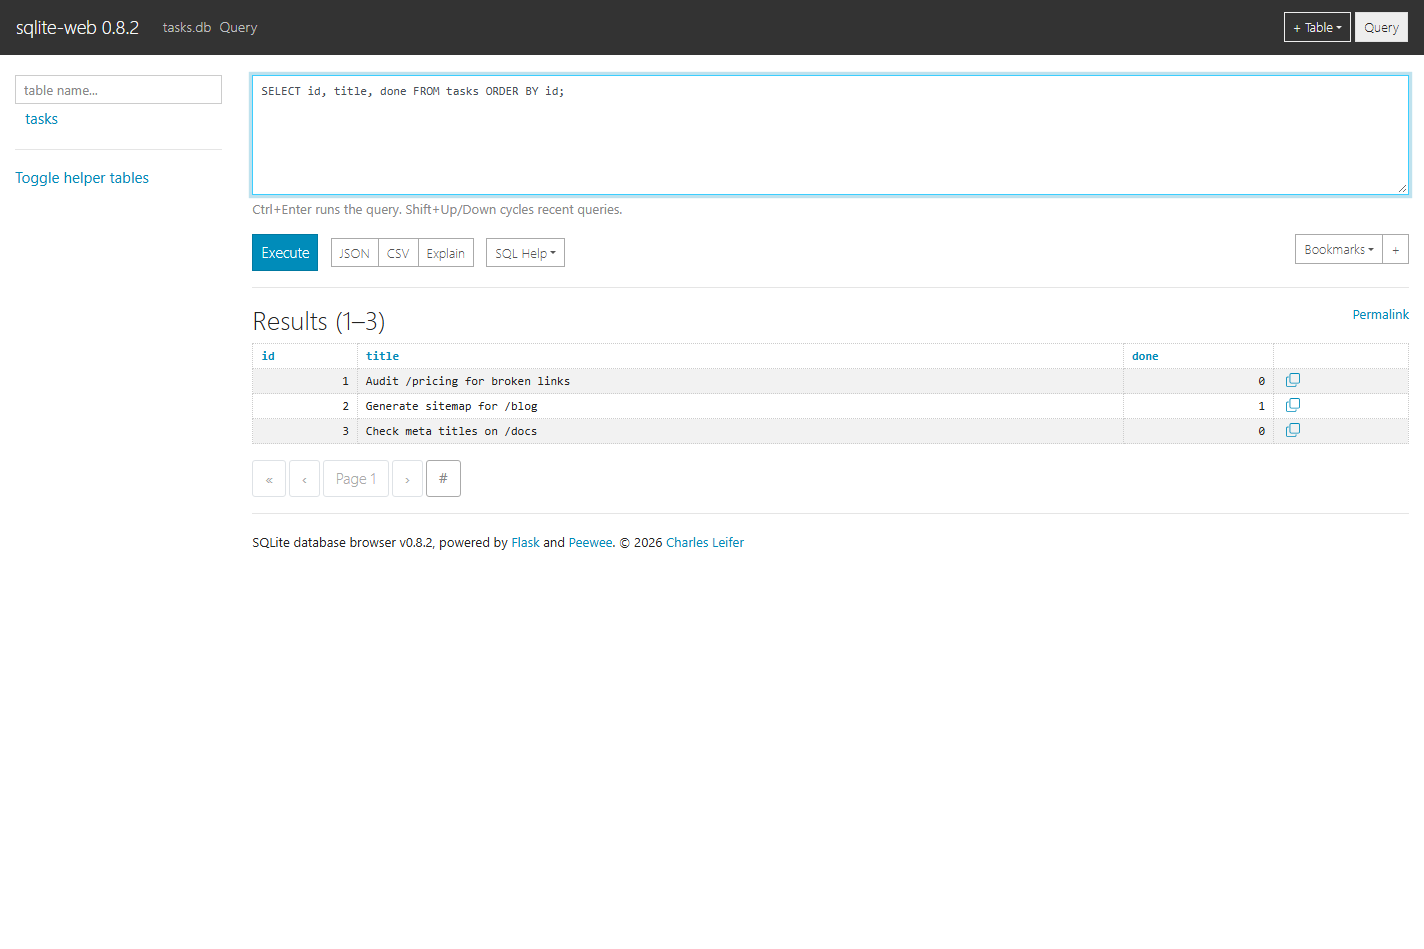 sqlite-web 0.8.2 tasks.db Query + Table Query
table name...
tasks
Toggle helper tables
SELECT id, title, done FROM tasks ORDER BY id;
Ctrl+Enter runs the query. Shift+Up/Down cycles recent queries.
Execute JSON CSV Explain SQL Help Bookmarks +
Results (1–3) Permalink
id title done
1 Audit /pricing for broken links 0
2 Generate sitemap for /blog 1
3 Check meta titles on /docs 0
« ‹ Page 1 › #
SQLite database browser v0.8.2, powered by Flask and Peewee. © 2026 Charles Leifer